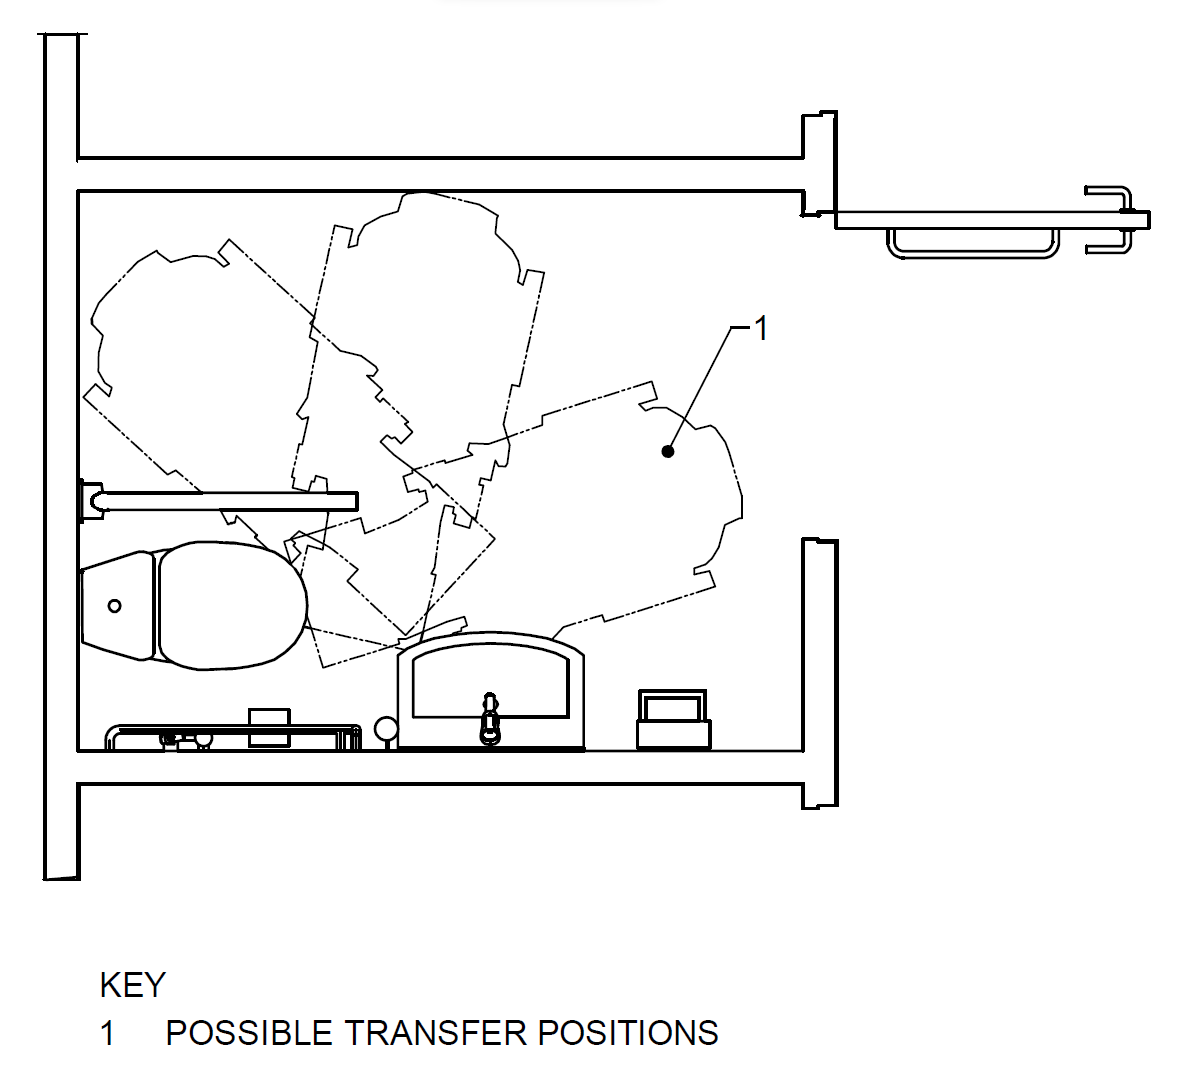 1
KEY
1 POSSIBLE TRANSFER POSITIONS